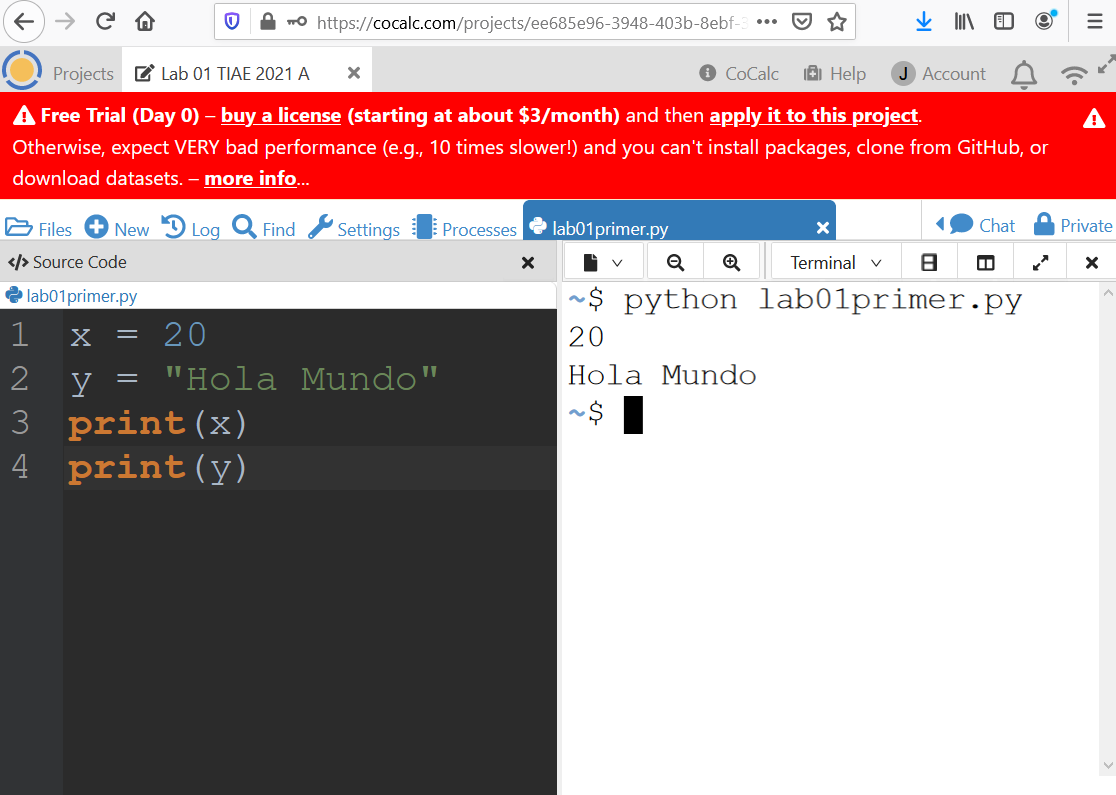 https://cocalc.com/projects/ee685e96-3948-403b-8ebf-3
Projects Lab 01 TIAE 2021 A CoCalc Help J Account
Free Trial (Day 0) – buy a license (starting at about $3/month) and then apply it to this project.
Otherwise, expect VERY bad performance (e.g., 10 times slower!) and you can't install packages, clone from GitHub, or
download datasets. – more info...
Files New Log Find Settings Processes lab01primer.py Chat Private
</> Source Code
Terminal
lab01primer.py
1 x = 20
2 y = "Hola Mundo"
3 print(x)
4 print(y)
~$ python lab01primer.py
20
Hola Mundo
~$